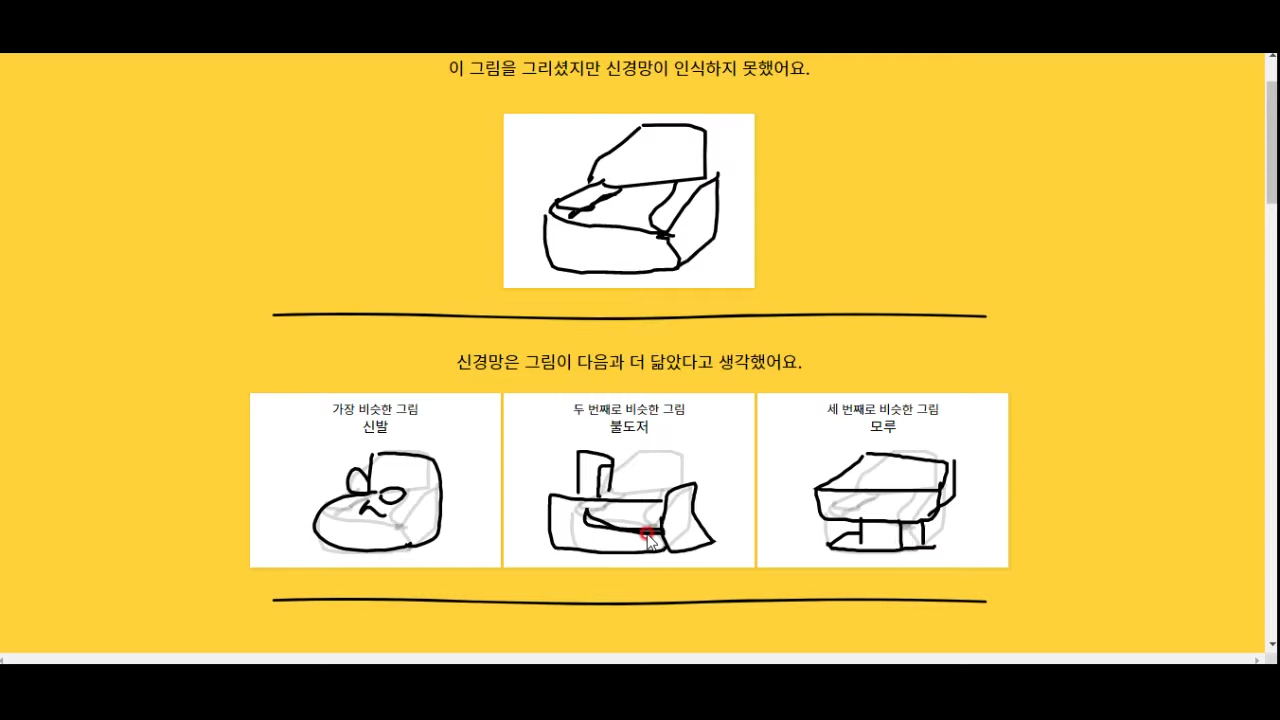 이 그림을 그리셨지만 신경망이 인식하지 못했어요.
신경망은 그림이 다음과 더 닮았다고 생각했어요.
가장 비슷한 그림
신발
두 번째로 비슷한 그림
불도저
세 번째로 비슷한 그림
모루